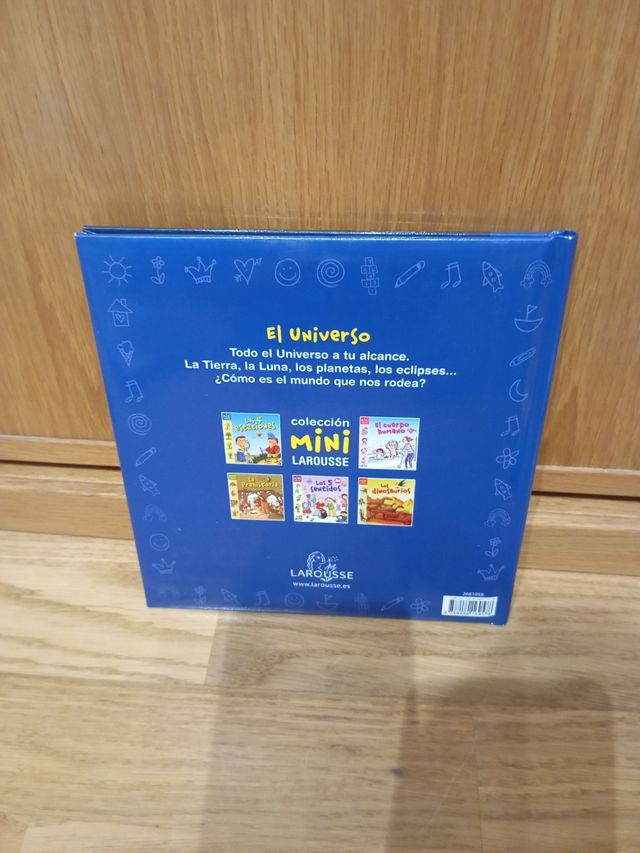 El Universo
Todo el Universo a tu alcance.
La Tierra, la Luna, los planetas, los eclipses...
¿Cómo es el mundo que nos rodea?
Las 4 estaciones
colección
MiNi
LAROUSSE
El cuerpo humano
La Prehistoria
Los 5 sentidos
Los dinosaurios
LAROUSSE
www.larousse.es
2681058